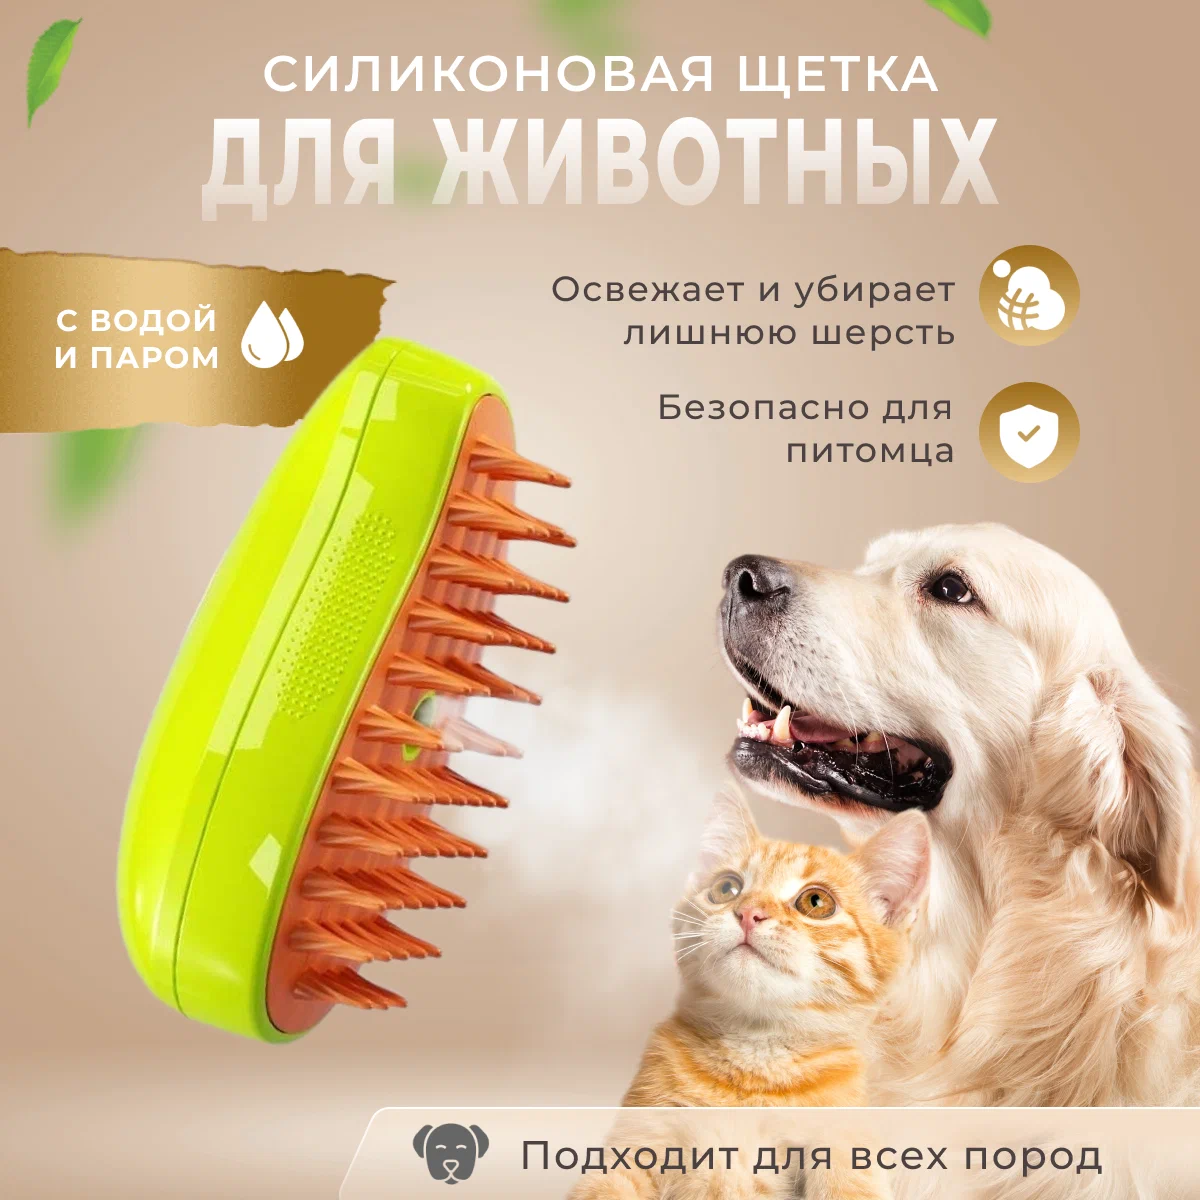 СИЛИКОНОВАЯ ЩЕТКА
ДЛЯ ЖИВОТНЫХ
С ВОДОЙ
И ПАРОМ
Освежает и убирает
лишнюю шерсть
Безопасно для
питомца
Подходит для всех пород